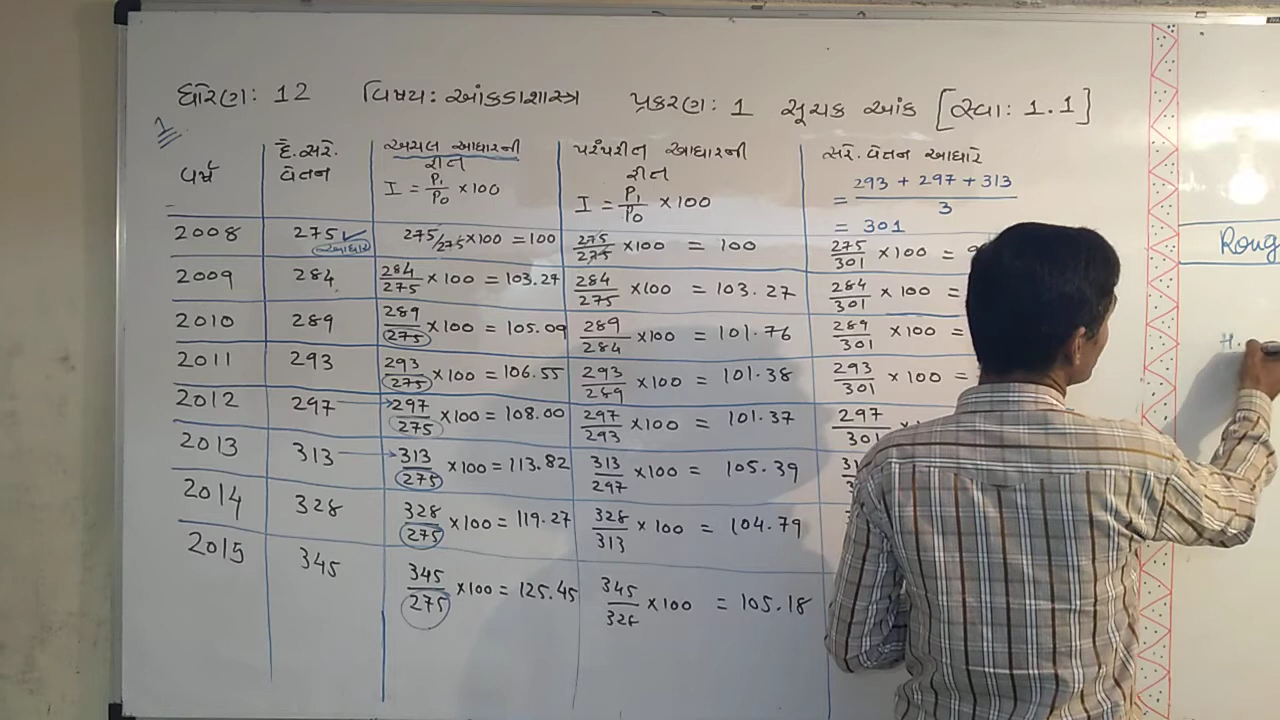 ધોરણ: 12 વિષય: આંકડાશાસ્ત્ર પ્રકરણ: 1 સૂચક આંક [સ્વા: 1.1]
1
વર્ષ દૈ.સરે. વેતન અચલ આધારની રીત I = P₁/P₀ × 100 પરંપરીત આધારની રીત I = P₁/P₀ × 100 સરે. વેતન આધારે = 293 + 297 + 313 / 3 = 301
2008 275 ✓ 275/275 × 100 = 100 275/275 × 100 = 100 275/301 × 100 = 9
2009 284 284/275 × 100 = 103.27 284/275 × 100 = 103.27 284/301 × 100 =
2010 289 289/275 × 100 = 105.09 289/284 × 100 = 101.76 289/301 × 100 =
2011 293 293/275 × 100 = 106.55 293/289 × 100 = 101.38 293/301 × 100 =
2012 297 → 297/275 × 100 = 108.00 297/293 × 100 = 101.37 297/301
2013 313 → 313/275 × 100 = 113.82 313/297 × 100 = 105.39
2014 328 328/275 × 100 = 119.27 328/313 × 100 = 104.79
2015 345 345/275 × 100 = 125.45 345/328 × 100 = 105.18
Roug